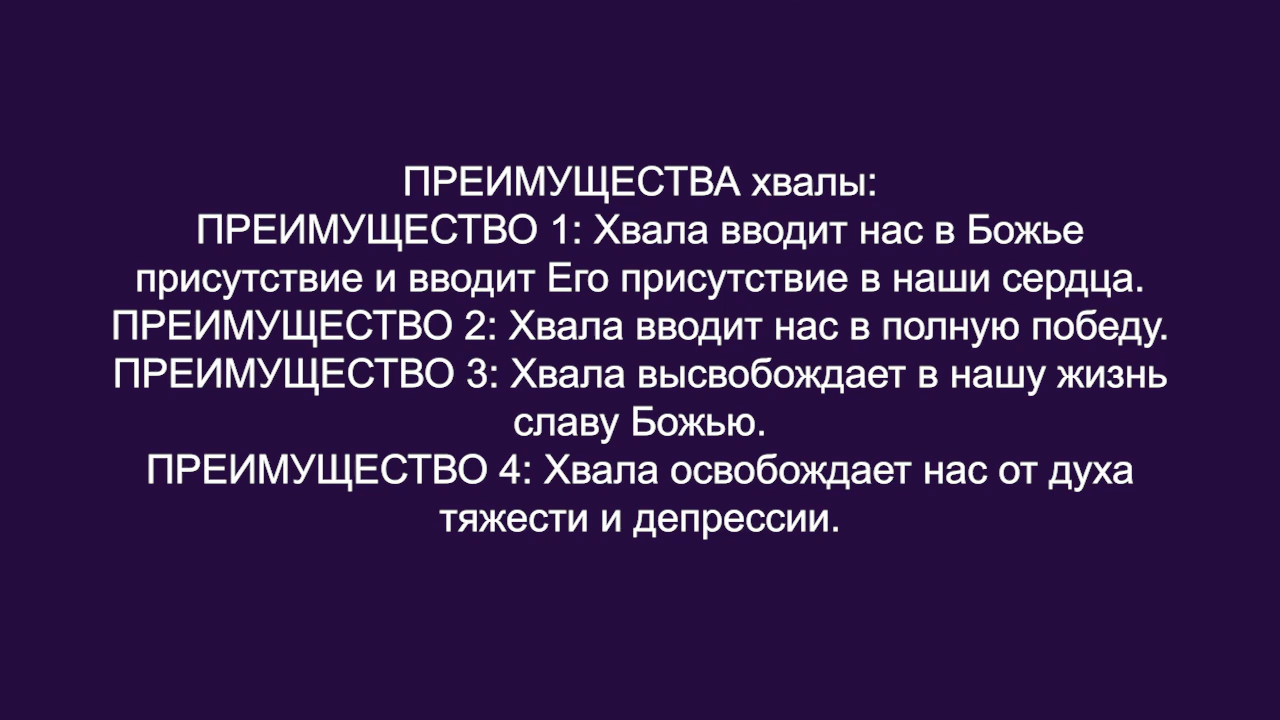 ПРЕИМУЩЕСТВА хвалы:
ПРЕИМУЩЕСТВО 1: Хвала вводит нас в Божье
присутствие и вводит Его присутствие в наши сердца.
ПРЕИМУЩЕСТВО 2: Хвала вводит нас в полную победу.
ПРЕИМУЩЕСТВО 3: Хвала высвобождает в нашу жизнь
славу Божью.
ПРЕИМУЩЕСТВО 4: Хвала освобождает нас от духа
тяжести и депрессии.